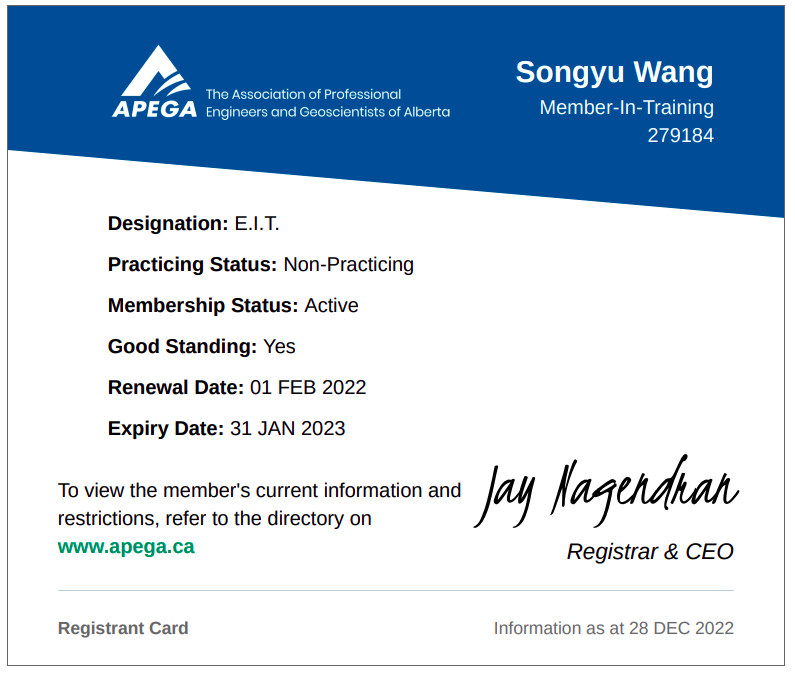 APEGA
The Association of Professional
Engineers and Geoscientists of Alberta
Songyu Wang
Member-In-Training
279184
Designation: E.I.T.
Practicing Status: Non-Practicing
Membership Status: Active
Good Standing: Yes
Renewal Date: 01 FEB 2022
Expiry Date: 31 JAN 2023
To view the member's current information and
restrictions, refer to the directory on
www.apega.ca
Jay Nagendran
Registrar & CEO
Registrant Card
Information as at 28 DEC 2022